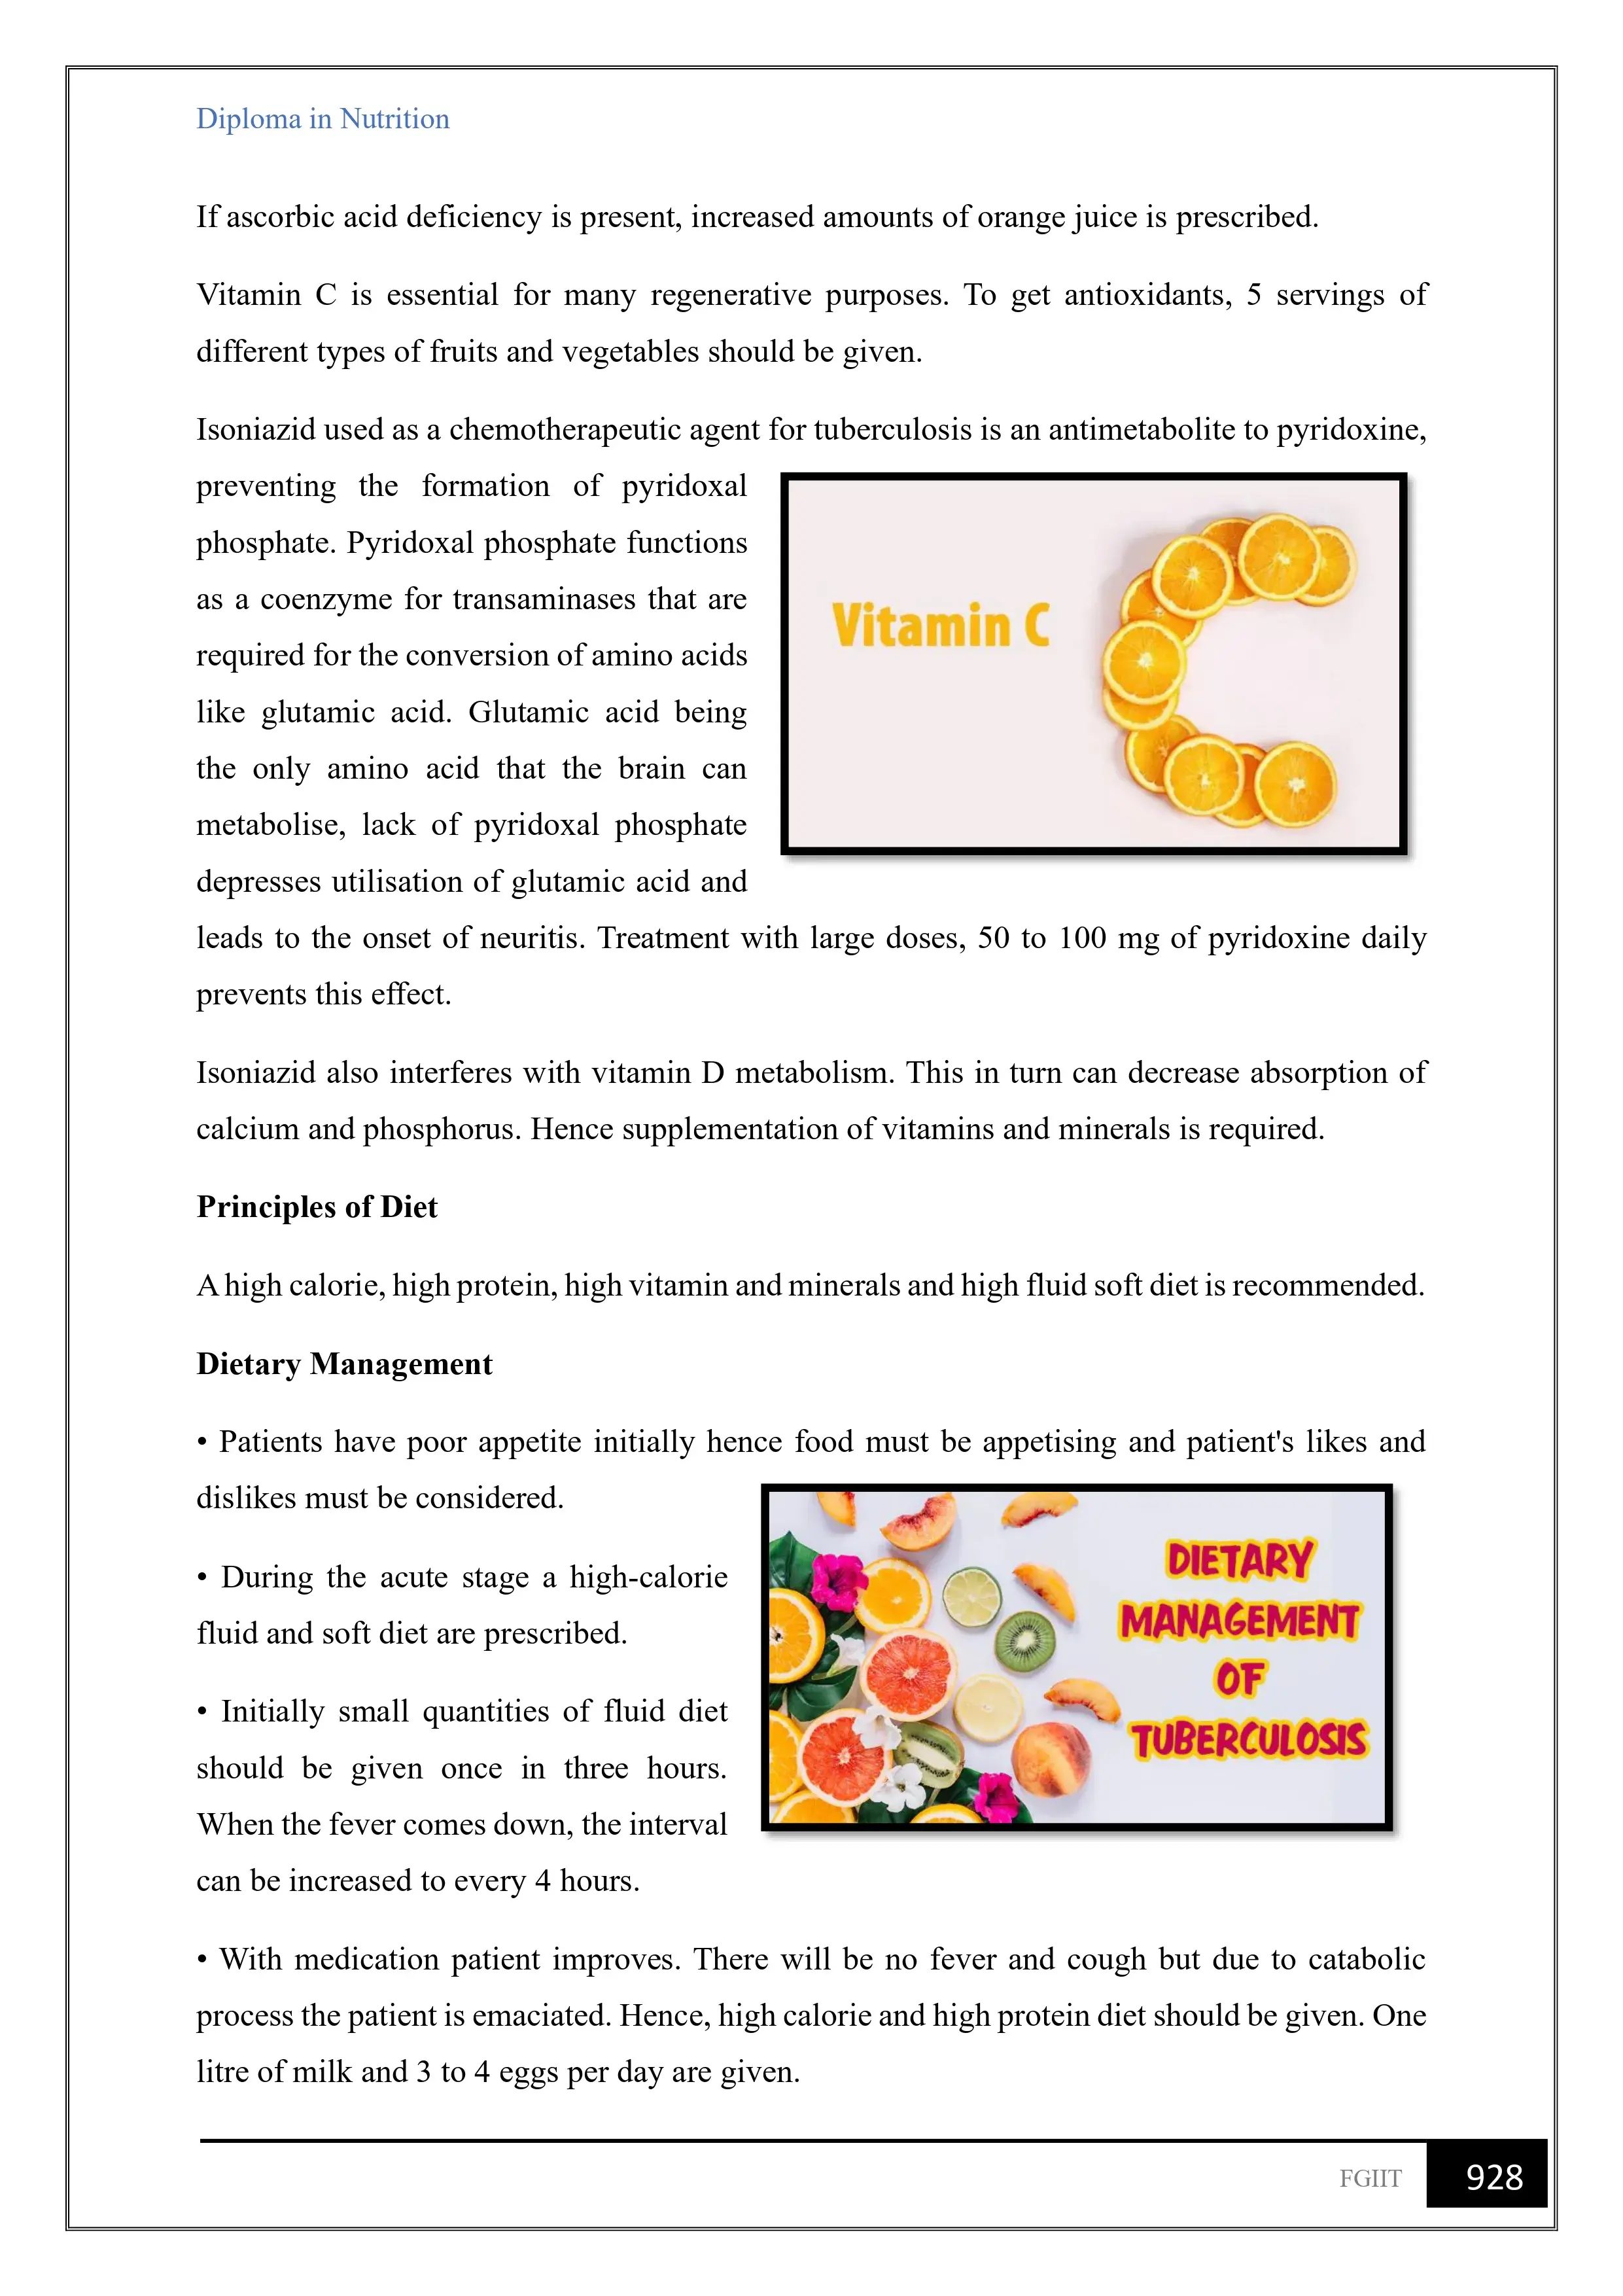 Diploma in Nutrition
If ascorbic acid deficiency is present, increased amounts of orange juice is prescribed.
Vitamin C is essential for many regenerative purposes. To get antioxidants, 5 servings of
different types of fruits and vegetables should be given.
Isoniazid used as a chemotherapeutic agent for tuberculosis is an antimetabolite to pyridoxine,
preventing the formation of pyridoxal
phosphate. Pyridoxal phosphate functions
as a coenzyme for transaminases that are
required for the conversion of amino acids
like glutamic acid. Glutamic acid being
the only amino acid that the brain can
metabolise, lack of pyridoxal phosphate
depresses utilisation of glutamic acid and
Vitamin C
leads to the onset of neuritis. Treatment with large doses, 50 to 100 mg of pyridoxine daily
prevents this effect.
Isoniazid also interferes with vitamin D metabolism. This in turn can decrease absorption of
calcium and phosphorus. Hence supplementation of vitamins and minerals is required.
Principles of Diet
A high calorie, high protein, high vitamin and minerals and high fluid soft diet is recommended.
Dietary Management
• Patients have poor appetite initially hence food must be appetising and patient's likes and
dislikes must be considered.
• During the acute stage a high-calorie
fluid and soft diet are prescribed.
• Initially small quantities of fluid diet
should be given once in three hours.
When the fever comes down, the interval
can be increased to every 4 hours.
DIETARY
MANAGEMENT
OF
TUBERCULOSIS
• With medication patient improves. There will be no fever and cough but due to catabolic
process the patient is emaciated. Hence, high calorie and high protein diet should be given. One
litre of milk and 3 to 4 eggs per day are given.
FGIIT
928